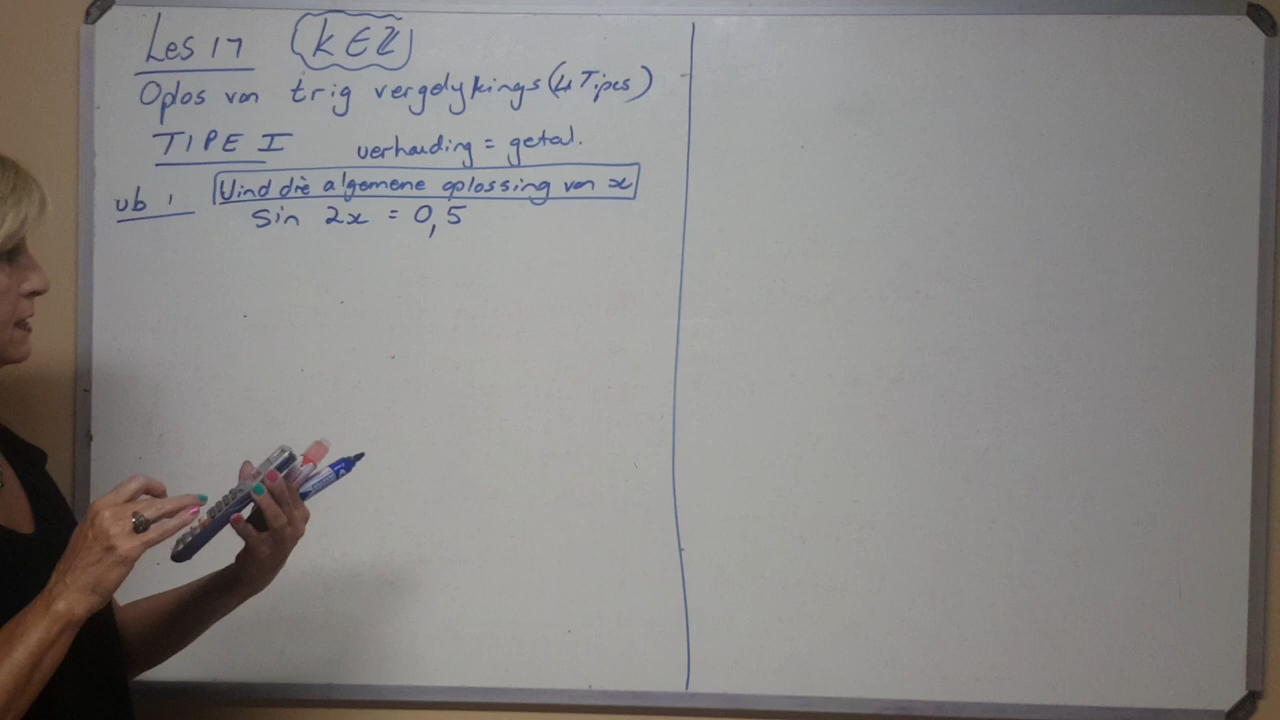 Les 17 (k ∈ ℤ)
Oplos van trig vergelykings (4 Tipes)
TIPE I verhouding = getal.
vb 1 Vind die algemene oplossing van x
sin 2x = 0,5